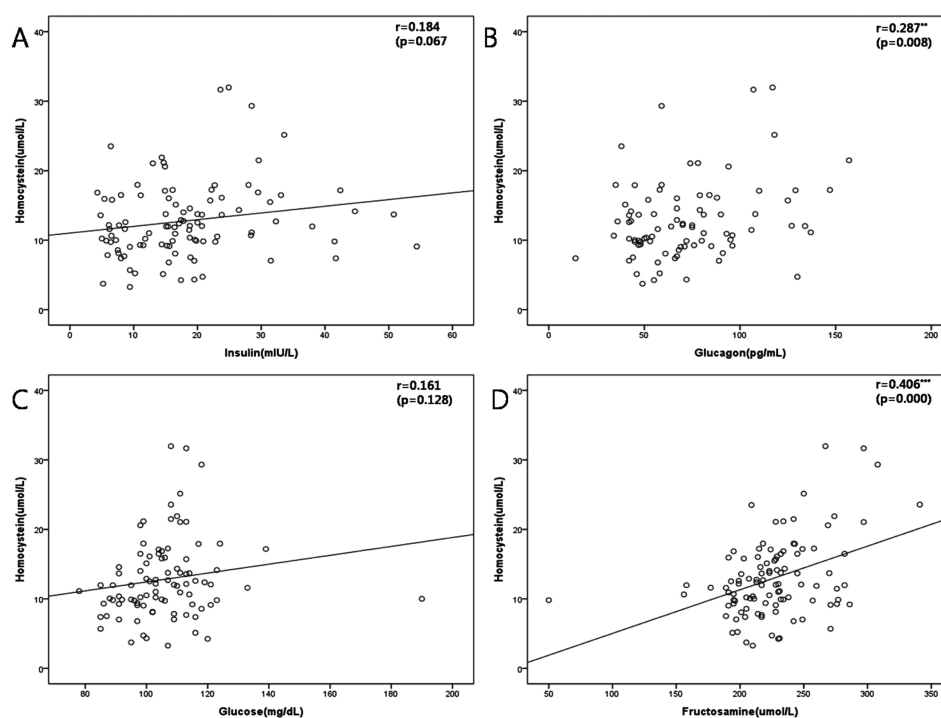 A
r=0.184
(p=0.067
Homocystein(umol/L)
40
30
20
10
0
0 10 20 30 40 50 60
Insulin(mIU/L)
B
r=0.287**
(p=0.008)
Homocystein(umol/L)
40
30
20
10
0
0 50 100 150 200
Glucagon(pg/mL)
C
r=0.161
(p=0.128)
Homocystein(umol/L)
40
30
20
10
0
80 100 120 140 160 180 200
Glucose(mg/dL)
D
r=0.406***
(p=0.000)
Homocystein(umol/L)
40
30
20
10
0
50 100 150 200 250 300 350
Fructosamine(umol/L)